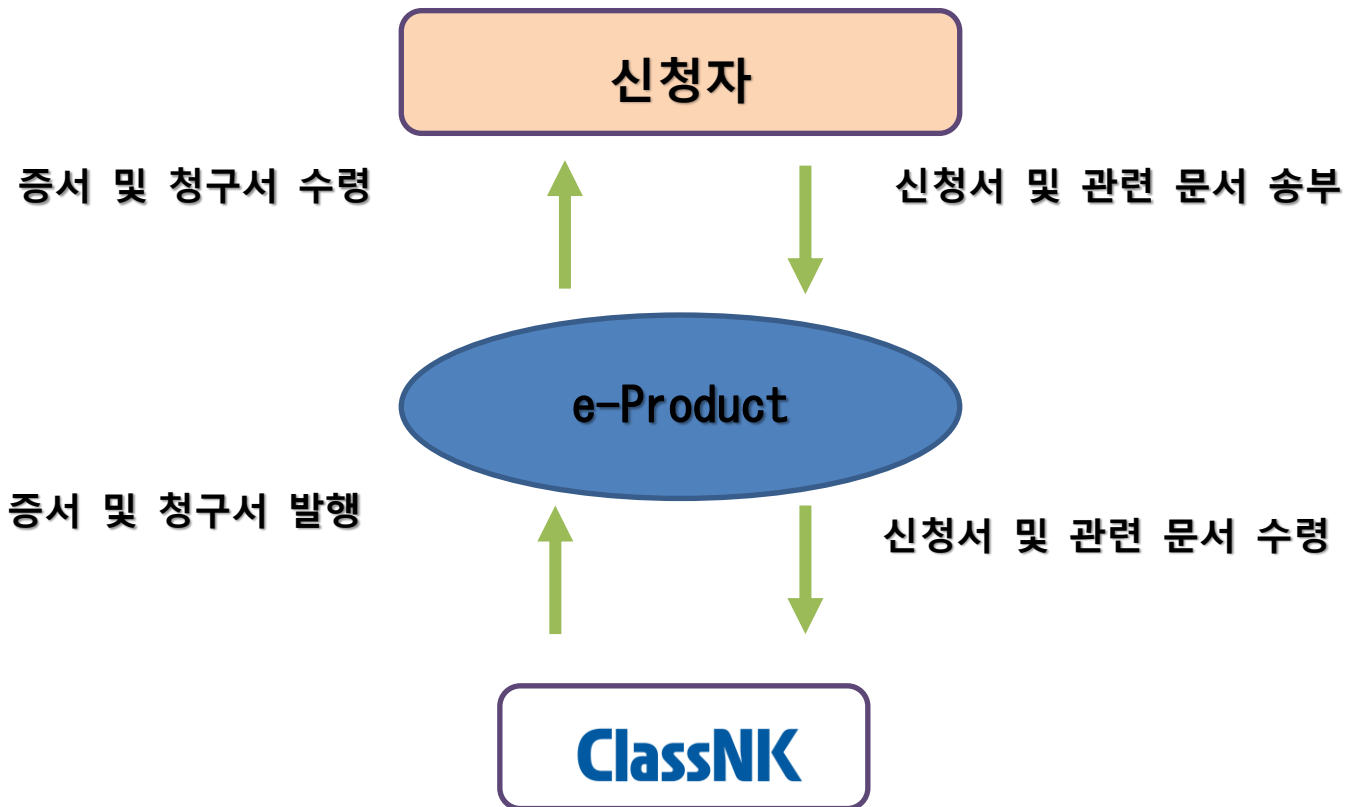 신청자
증서 및 청구서 수령
신청서 및 관련 문서 송부
e-Product
증서 및 청구서 발행
신청서 및 관련 문서 수령
ClassNK